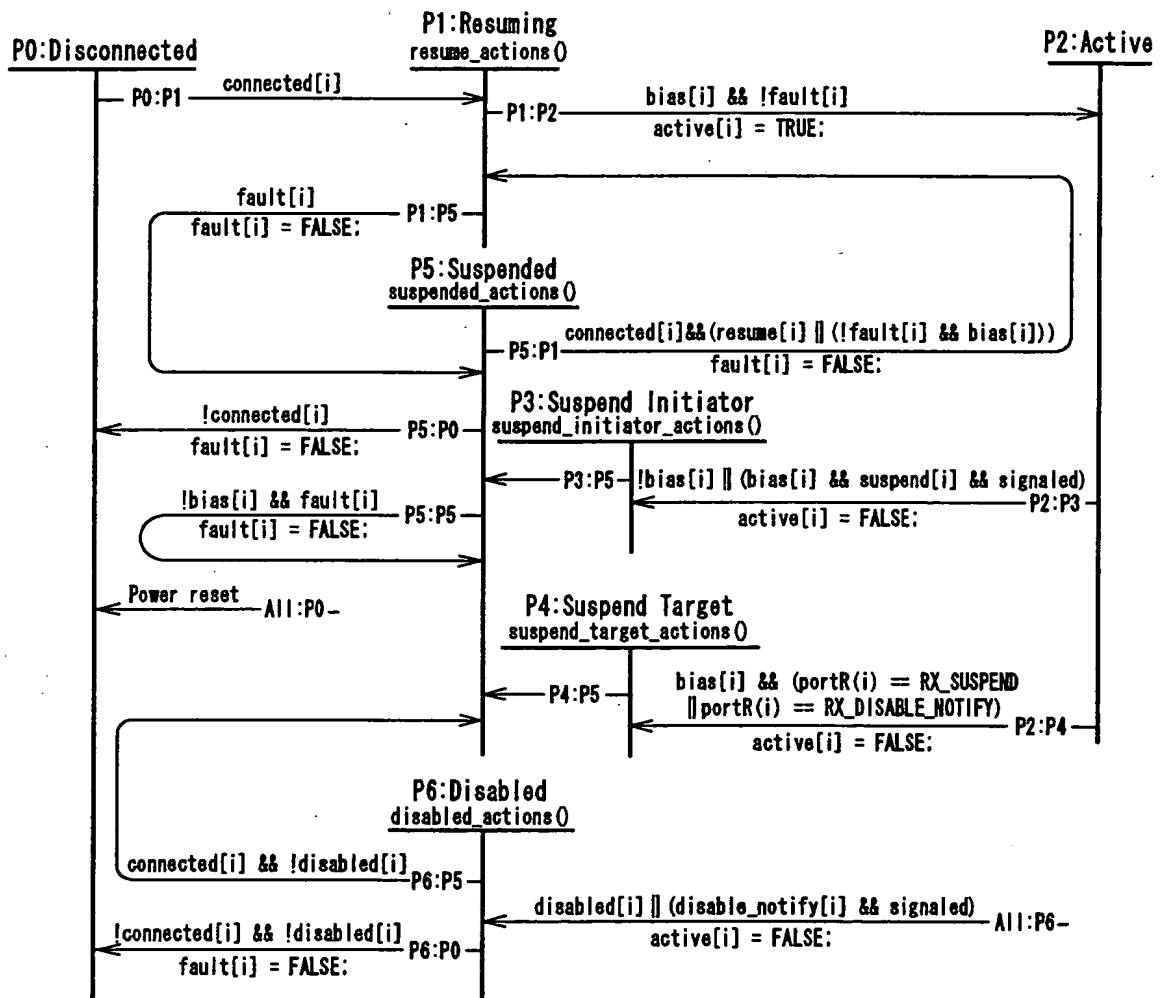 P1:Resuming
P0:Disconnected
resume_actions()
P2:Active
connected[i]
P0:P1
bias[i] && !fault[i]
P1:P2
active[i] = TRUE;
fault[i]
P1:P5
fault[i] = FALSE;
P5:Suspended
suspended_actions()
connected[i]&&(resume[i] || (!fault[i] && bias[i]))
P5:P1
fault[i] = FALSE;
P3:Suspend Initiator
!connected[i]
P5:P0
suspend_initiator_actions()
fault[i] = FALSE;
P3:P5
!bias[i] || (bias[i] && suspend[i] && signaled)
P2:P3
!bias[i] && fault[i]
P5:P5
active[i] = FALSE;
fault[i] = FALSE;
Power reset
All:P0
P4:Suspend Target
suspend_target_actions()
bias[i] && (portR(i) == RX_SUSPEND
P4:P5
|| portR(i) == RX_DISABLE_NOTIFY)
P2:P4
active[i] = FALSE;
P6:Disabled
disabled_actions()
connected[i] && !disabled[i]
P6:P5
disabled[i] || (disable_notify[i] && signaled)
All:P6
!connected[i] && !disabled[i]
active[i] = FALSE;
P6:P0
fault[i] = FALSE;